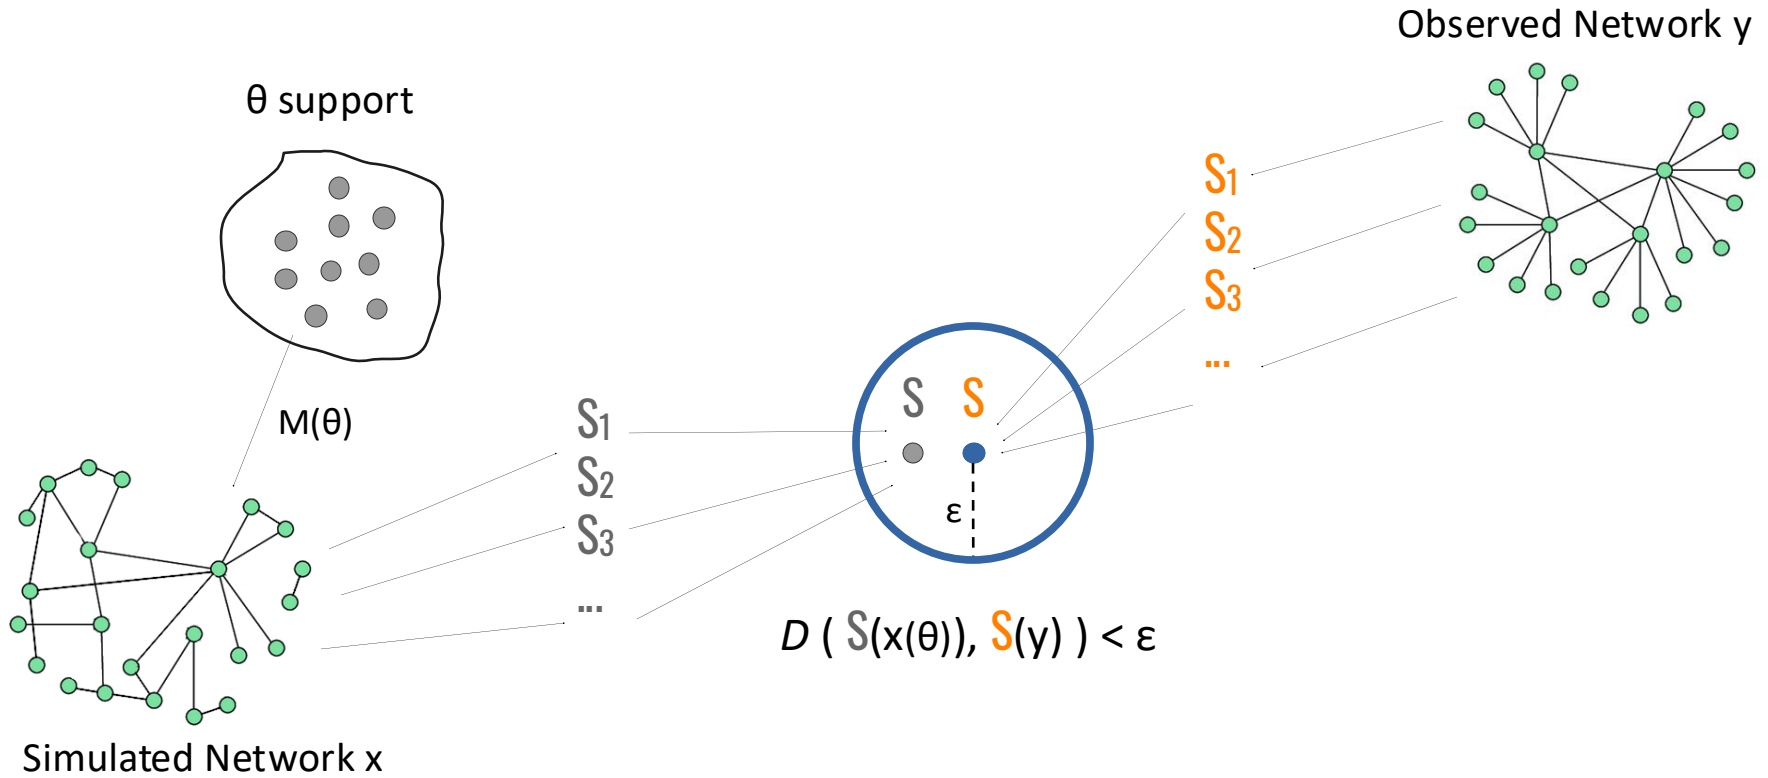 Observed Network y
θ support
S1
S2
S3
...
M(θ)
S1
S2
S3
...
S S
ε
D ( S(x(θ)), S(y) ) < ε
Simulated Network x